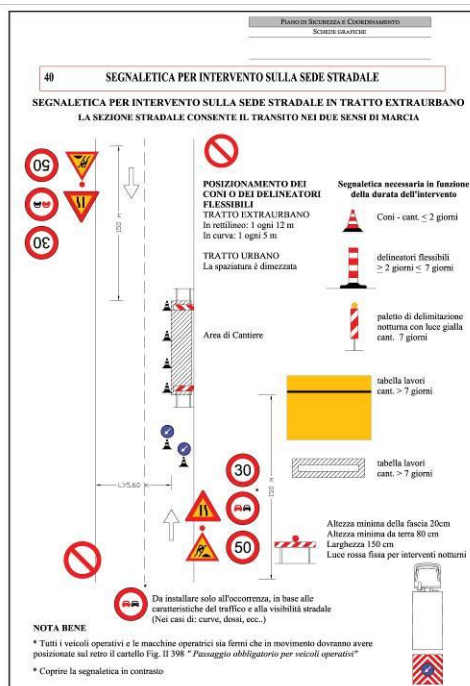 PIANO DI SICUREZZA E COORDINAMENTO
SCHEDE GRAFICHE
40 SEGNALETICA PER INTERVENTO SULLA SEDE STRADALE
SEGNALETICA PER INTERVENTO SULLA SEDE STRADALE IN TRATTO EXTRAURBANO
LA SEZIONE STRADALE CONSENTE IL TRANSITO NEI DUE SENSI DI MARCIA
50
30
150 m
POSIZIONAMENTO DEI
CONI O DEI DELINEATORI
FLESSIBILI
TRATTO EXTRAURBANO
In rettilineo: 1 ogni 12 m
In curva: 1 ogni 5 m
TRATTO URBANO
La spaziatura è dimezzata
Segnaletica necessaria in funzione
della durata dell'intervento
Coni - cant. ≤ 2 giorni
delineatori flessibili
> 2 giorni ≤ 7 giorni
paletto di delimitazione
notturna con luce gialla
cant. 7 giorni
Area di Cantiere
tabella lavori
cant. > 7 giorni
tabella lavori
cant. > 7 giorni
L>5.60 m
30
50
150 m
Altezza minima della fascia 20cm
Altezza minima da terra 80 cm
Larghezza 150 cm
Luce rossa fissa per interventi notturni
Da installare solo all'occorrenza, in base alle
caratteristiche del traffico e alla visibilità stradale
(Nei casi di: curve, dossi, ecc..)
NOTA BENE
* Tutti i veicoli operativi e le macchine operatrici sia fermi che in movimento dovranno avere
posizionate sul retro il cartello Fig. II 398 " Passaggio obbligatorio per veicoli operativi"
* Coprire la segnaletica in contrasto